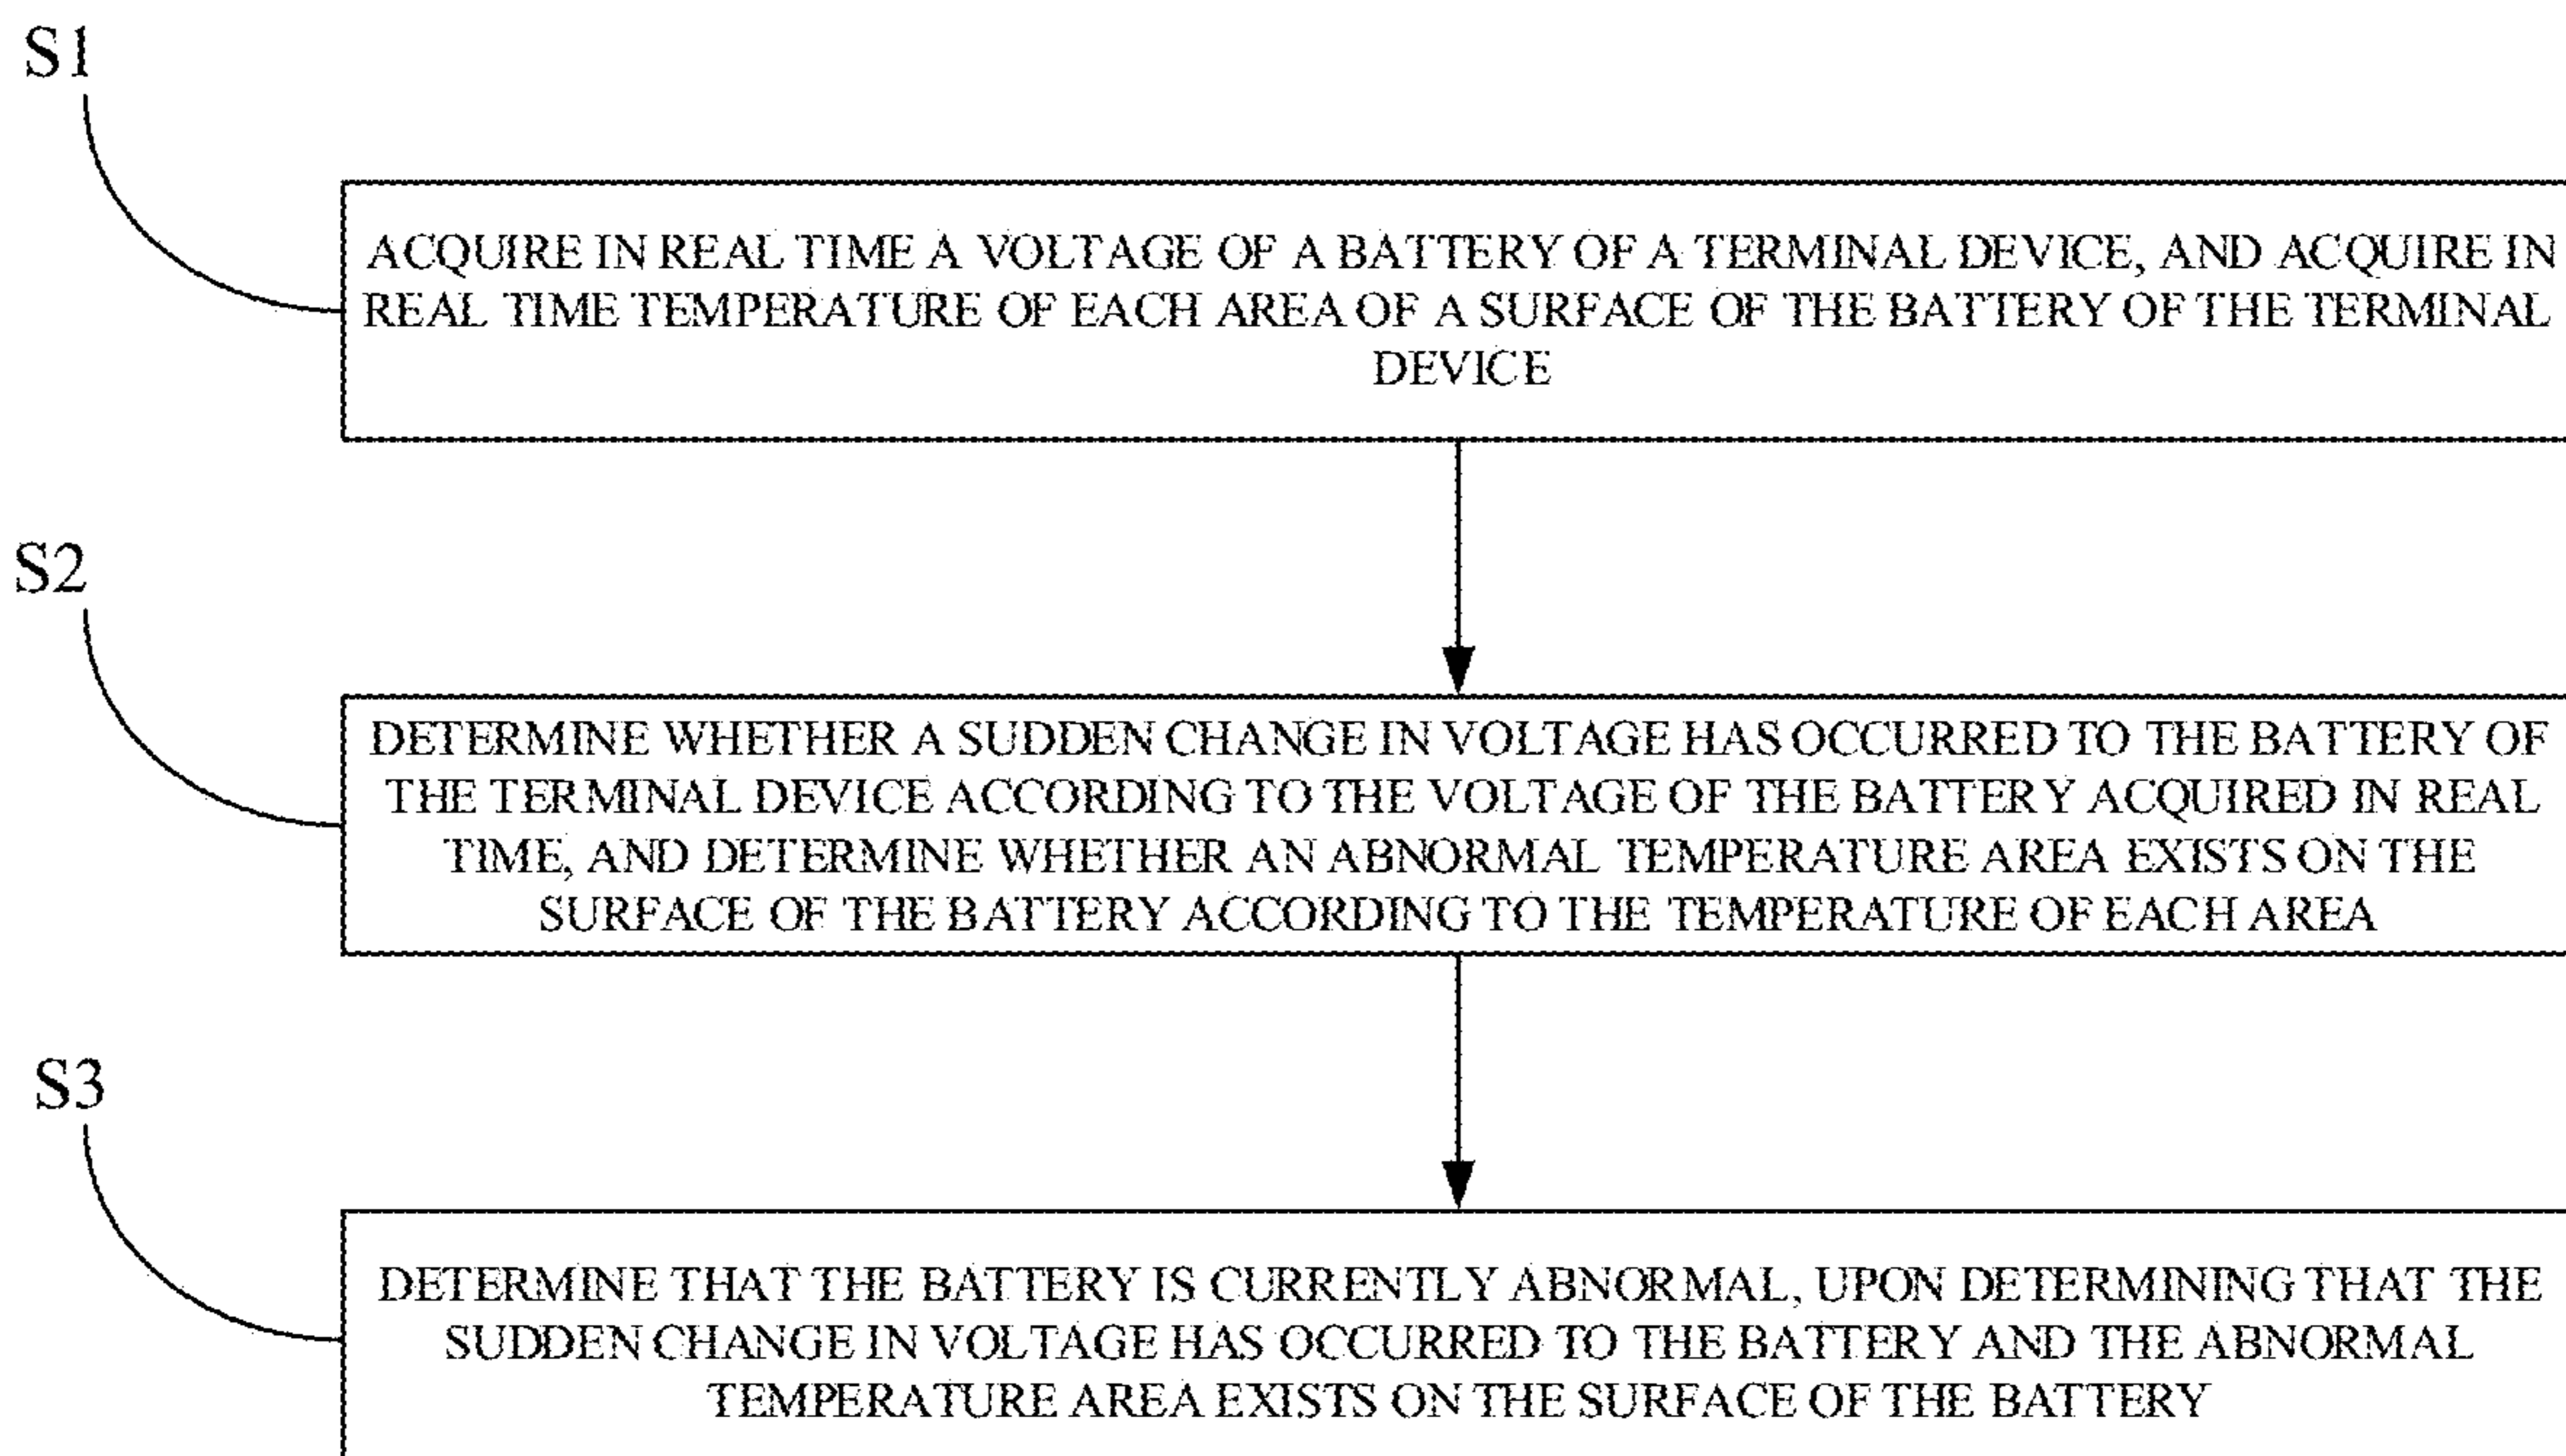 S1
ACQUIRE IN REAL TIME A VOLTAGE OF A BATTERY OF A TERMINAL DEVICE, AND ACQUIRE IN
REAL TIME TEMPERATURE OF EACH AREA OF A SURFACE OF THE BATTERY OF THE TERMINAL
DEVICE
S2
DETERMINE WHETHER A SUDDEN CHANGE IN VOLTAGE HAS OCCURRED TO THE BATTERY OF
THE TERMINAL DEVICE ACCORDING TO THE VOLTAGE OF THE BATTERY ACQUIRED IN REAL
TIME, AND DETERMINE WHETHER AN ABNORMAL TEMPERATURE AREA EXISTS ON THE
SURFACE OF THE BATTERY ACCORDING TO THE TEMPERATURE OF EACH AREA
S3
DETERMINE THAT THE BATTERY IS CURRENTLY ABNORMAL, UPON DETERMINING THAT THE
SUDDEN CHANGE IN VOLTAGE HAS OCCURRED TO THE BATTERY AND THE ABNORMAL
TEMPERATURE AREA EXISTS ON THE SURFACE OF THE BATTERY